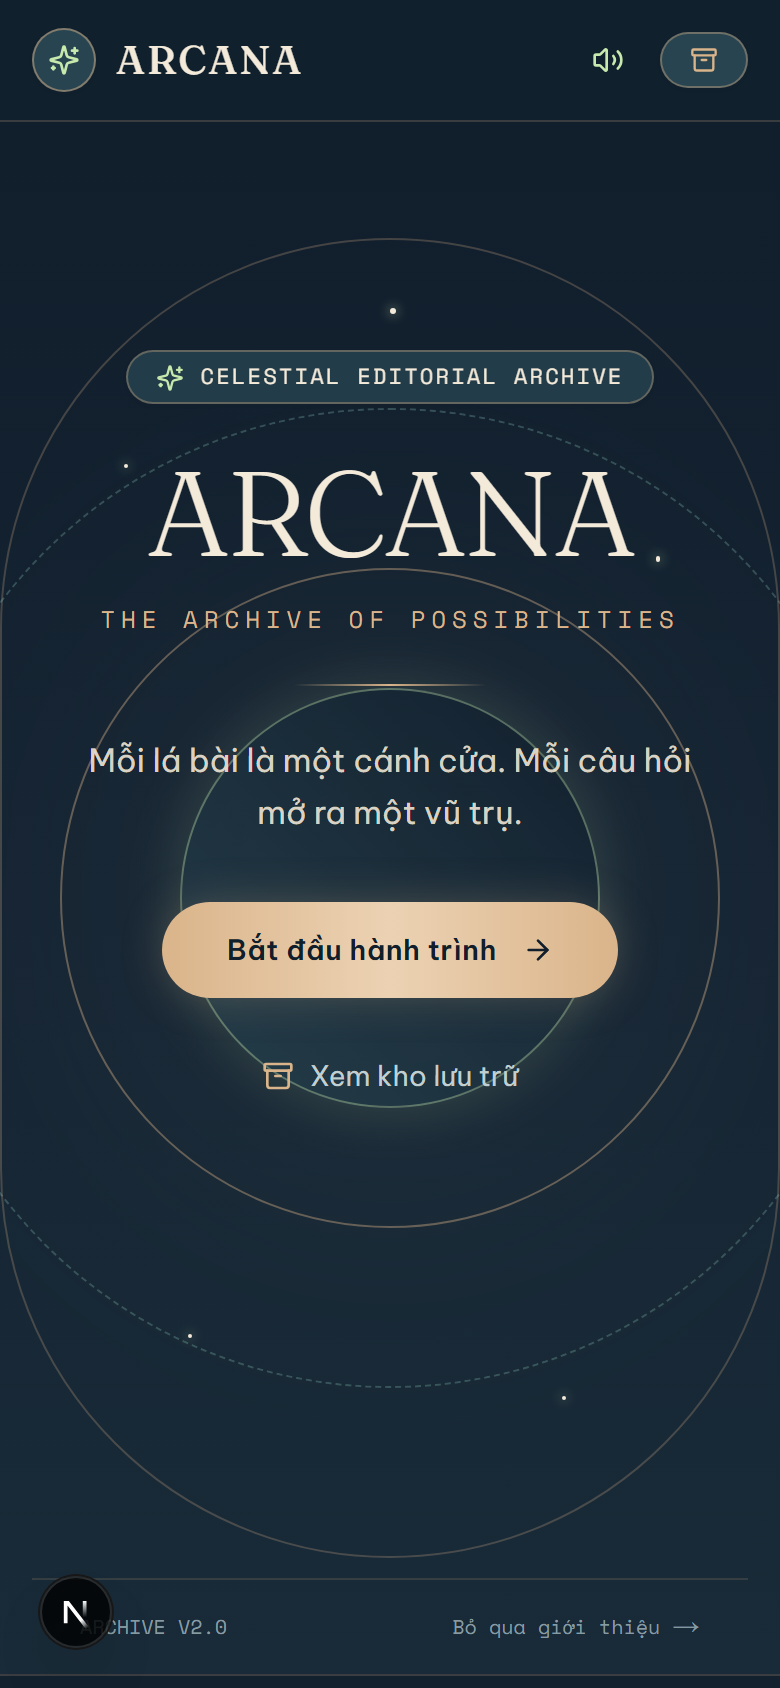 ARCANA
CELESTIAL EDITORIAL ARCHIVE
ARCANA
THE ARCHIVE OF POSSIBILITIES
Mỗi lá bài là một cánh cửa. Mỗi câu hỏi
mở ra một vũ trụ.
Bắt đầu hành trình →
Xem kho lưu trữ
N
ARCHIVE V2.0
Bỏ qua giới thiệu →